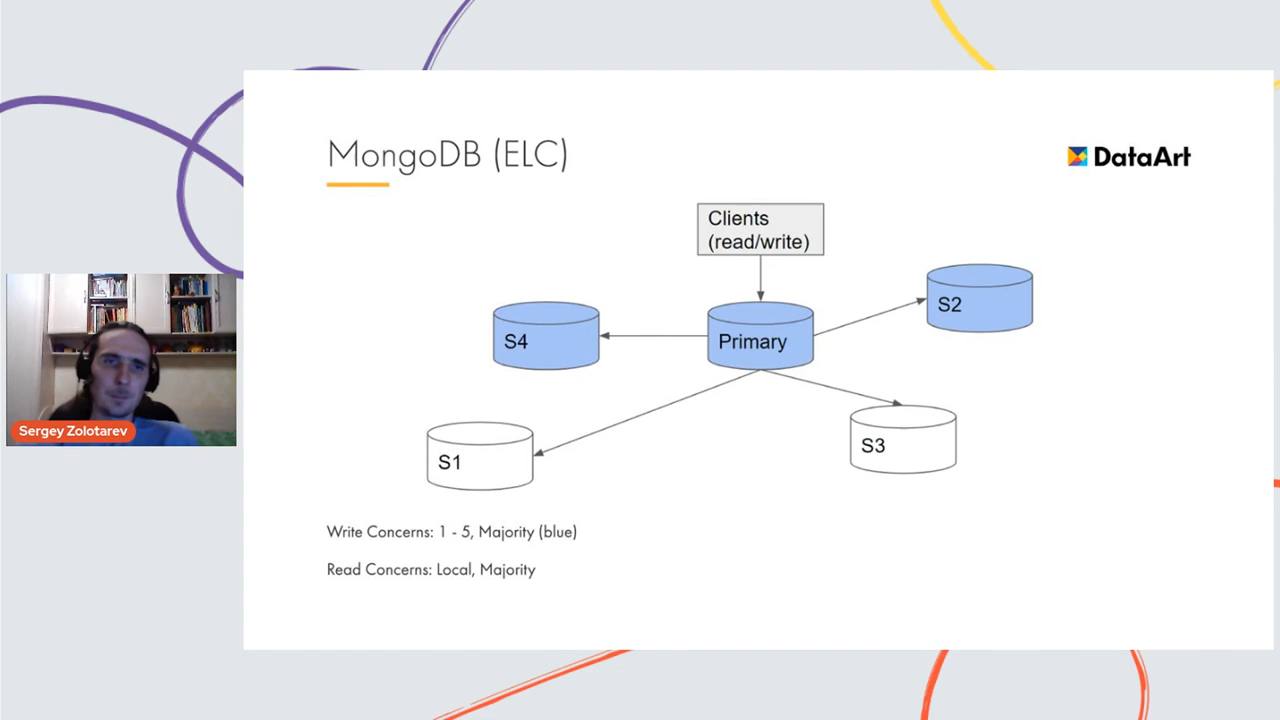 MongoDB (ELC)
DataArt
Clients
(read/write)
S2
S4
Primary
S3
S1
Write Concerns: 1 - 5, Majority (blue)
Read Concerns: Local, Majority
Sergey Zolotarev